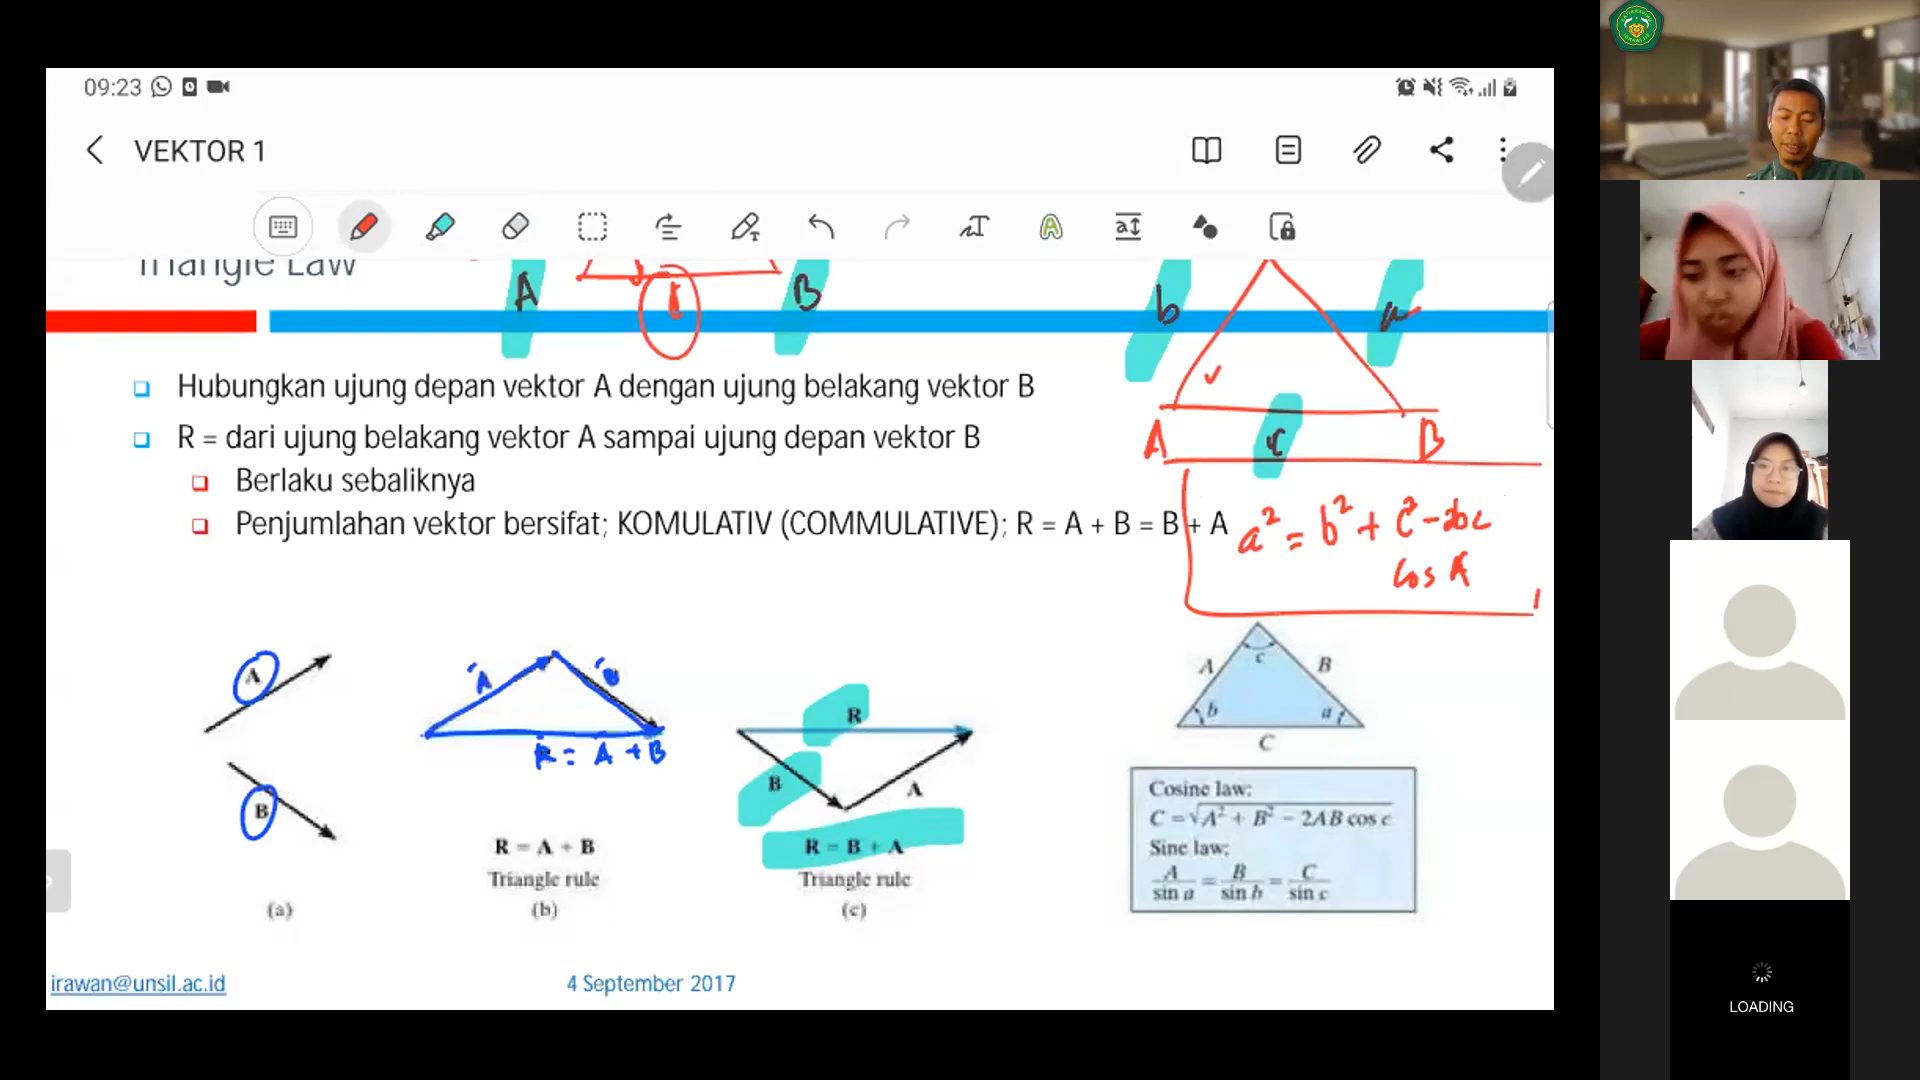 09:23
VEKTOR 1
Triangle Law
A
B
b
a
Hubungkan ujung depan vektor A dengan ujung belakang vektor B
R = dari ujung belakang vektor A sampai ujung depan vektor B
A
c
B
Berlaku sebaliknya
Penjumlahan vektor bersifat; KOMULATIV (COMMULATIVE); R = A + B = B + A
a² = b² + c² - 2bc
cos A
A
A
B
R = A + B
B
R
B
A
A
B
c
b
a
C
R = A + B
Triangle rule
R = B + A
Triangle rule
(a)
(b)
(c)
Cosine law:
C = √A² + B² − 2AB cos c
Sine law:
A/sin a = B/sin b = C/sin c
irawan@unsil.ac.id
4 September 2017
LOADING